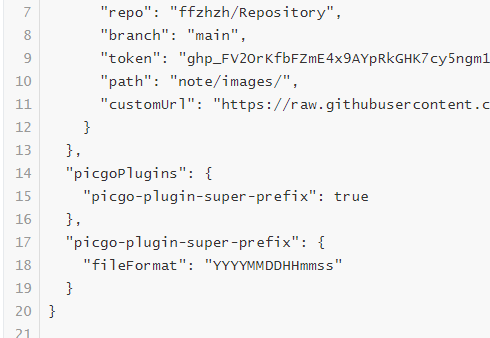 7 "repo": "ffzhzh/Repository",
8 "branch": "main",
9 "token": "ghp_FV2OrKfbFZmE4x9AYpRkGHK7cy5ngm1
10 "path": "note/images/",
11 "customUrl": "https://raw.githubusercontent.c
12 }
13 },
14 "picgoPlugins": {
15 "picgo-plugin-super-prefix": true
16 },
17 "picgo-plugin-super-prefix": {
18 "fileFormat": "YYYYMMDDHHmmss"
19 }
20 }
21